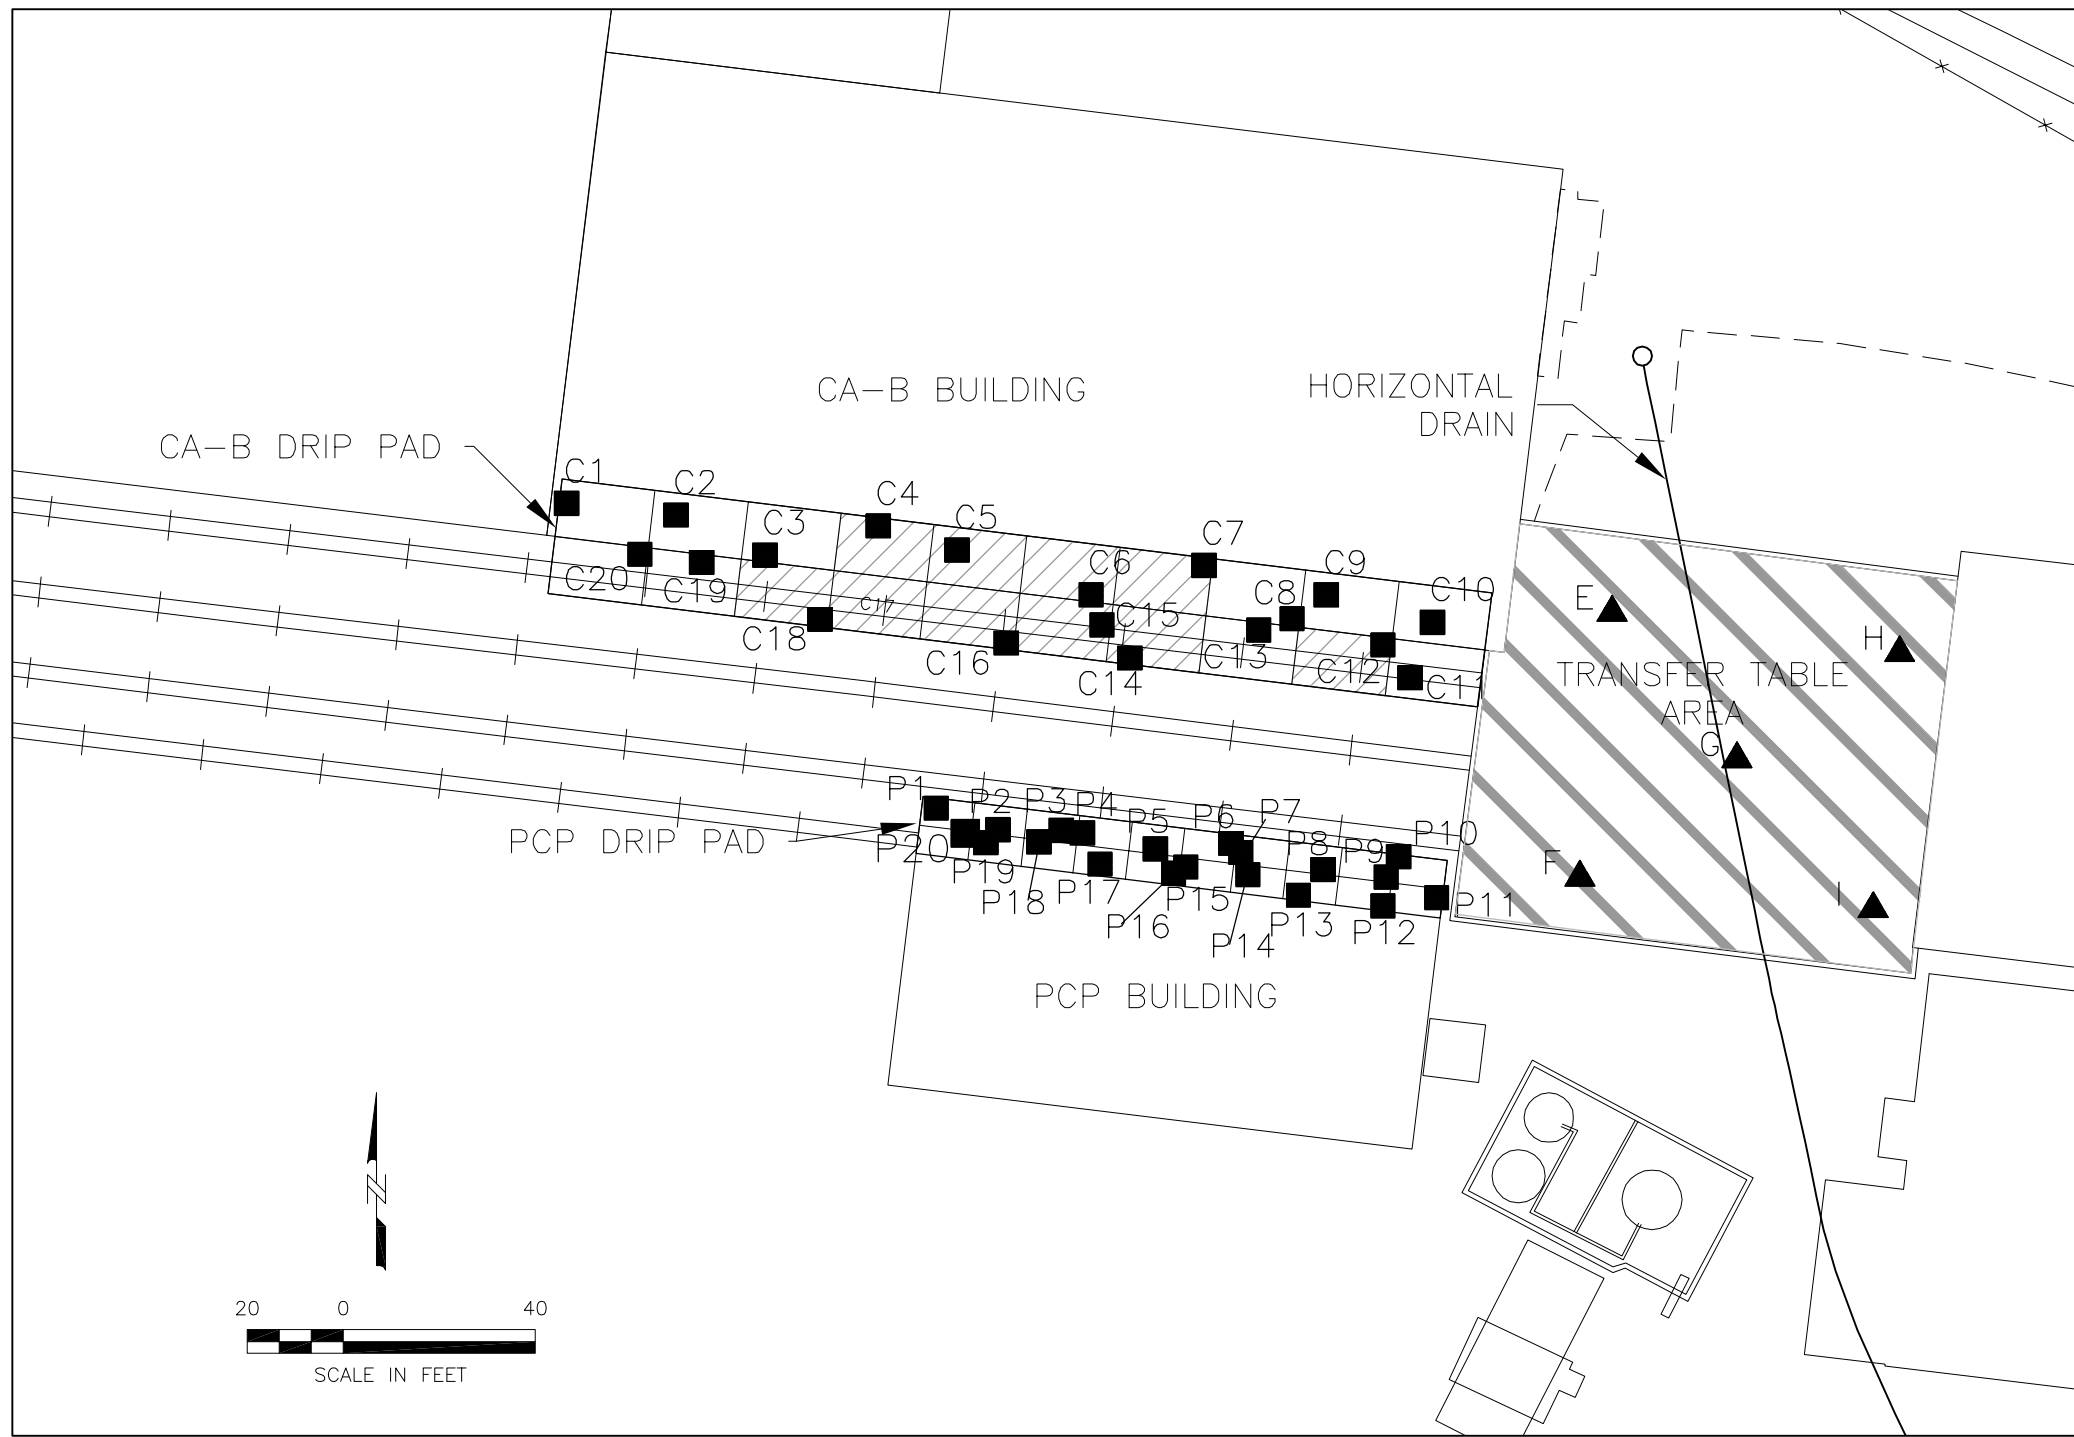 CA-B BUILDING
HORIZONTAL
DRAIN
CA-B DRIP PAD
C1
C2
C3
C4
C5
C6
C7
C8
C9
C10
C20
C19
C18
C17
C16
C15
C14
C13
C12
C11
E
H
TRANSFER TABLE
AREA
G
F
I
P1
P2
P3
P4
P5
P6
P7
P8
P9
P10
PCP DRIP PAD
P20
P19
P18
P17
P16
P15
P14
P13
P12
P11
PCP BUILDING
N
20 0 40
SCALE IN FEET